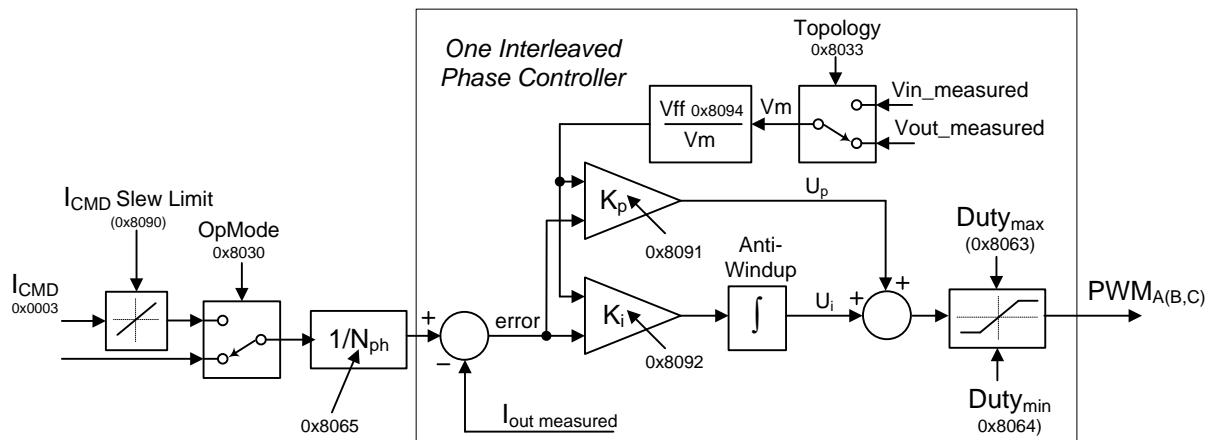 One Interleaved
Phase Controller
Topology
0x8033
Vin_measured
Vout_measured
Vm
Vff 0x8094
Vm
ICMD Slew Limit
(0x8090)
OpMode
0x8030
ICMD
0x0003
1/Nph
0x8065
+
−
error
Iout measured
Kp
0x8091
Up
Ki
0x8092
Anti-
Windup
∫
Ui
+
+
Dutymax
(0x8063)
Dutymin
0x8064)
PWMA(B,C)